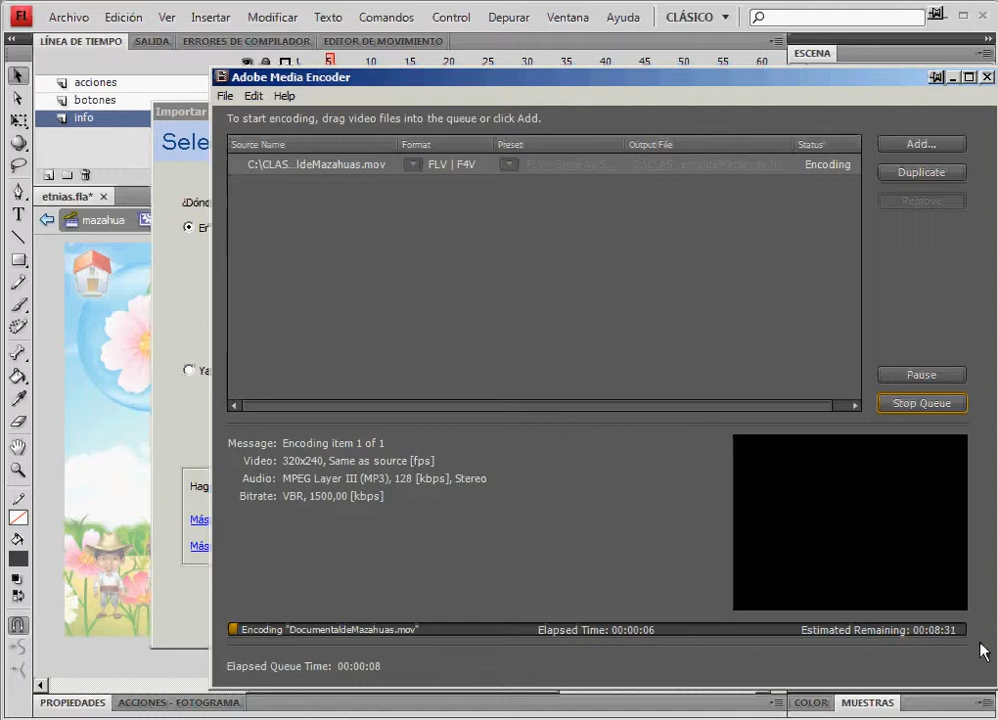 FL Archivo Edición Ver Insertar Modificar Texto Comandos Control Depurar Ventana Ayuda CLÁSICO
LÍNEA DE TIEMPO SALIDA ERRORES DE COMPILADOR EDITOR DE MOVIMIENTO ESCENA
5 10 15 20 25 30 35 40 45 50 55 60
acciones
botones
info
etnias.fla*
mazahua
Importar
Sele
¿Dónc
Er
Ya
Hag
Más
Más
Adobe Media Encoder
File Edit Help
To start encoding, drag video files into the queue or click Add.
Source Name Format Preset Output File Status
C:\CLAS...ldeMazahuas.mov FLV | F4V Encoding
Add...
Duplicate
Remove
Pause
Stop Queue
Message: Encoding item 1 of 1
Video: 320x240, Same as source [fps]
Audio: MPEG Layer III (MP3), 128 [kbps], Stereo
Bitrate: VBR, 1500,00 [kbps]
Encoding "DocumentaldeMazahuas.mov" Elapsed Time: 00:00:06 Estimated Remaining: 00:08:31
Elapsed Queue Time: 00:00:08
PROPIEDADES ACCIONES - FOTOGRAMA COLOR MUESTRAS